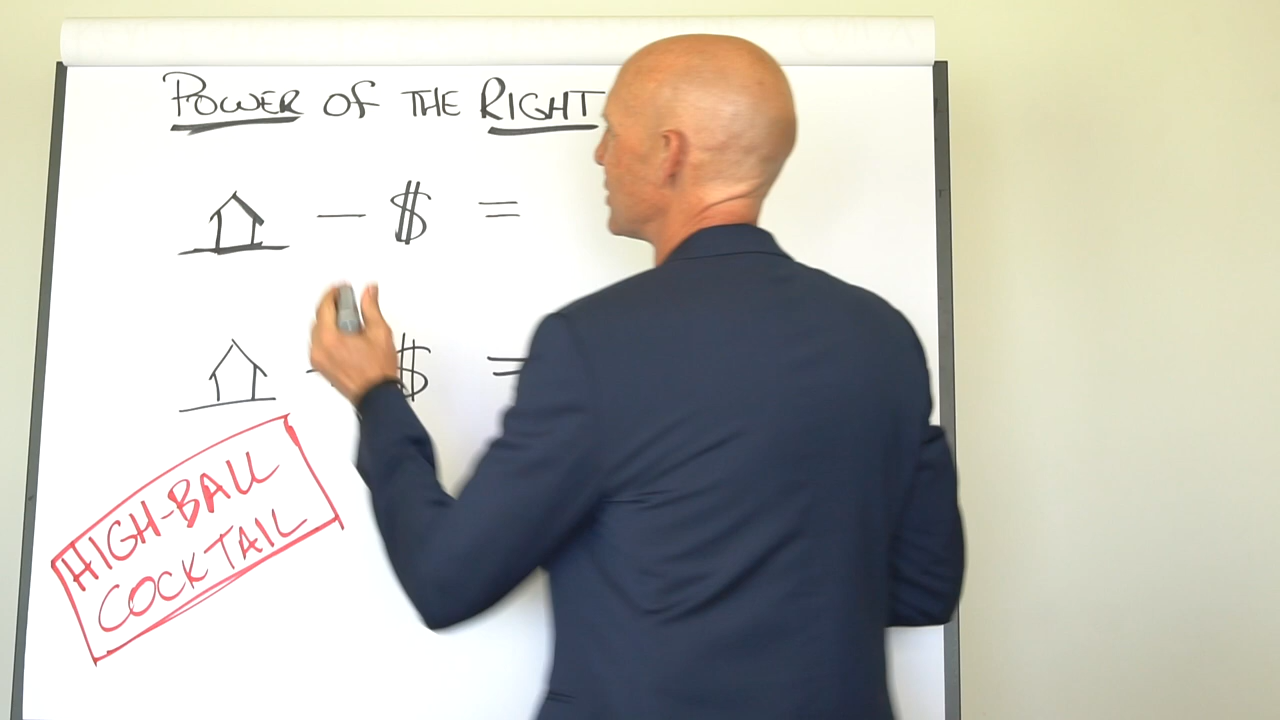 POWER OF THE RIGHT
— $ =
— $ =
HIGH-BALL
COCKTAIL